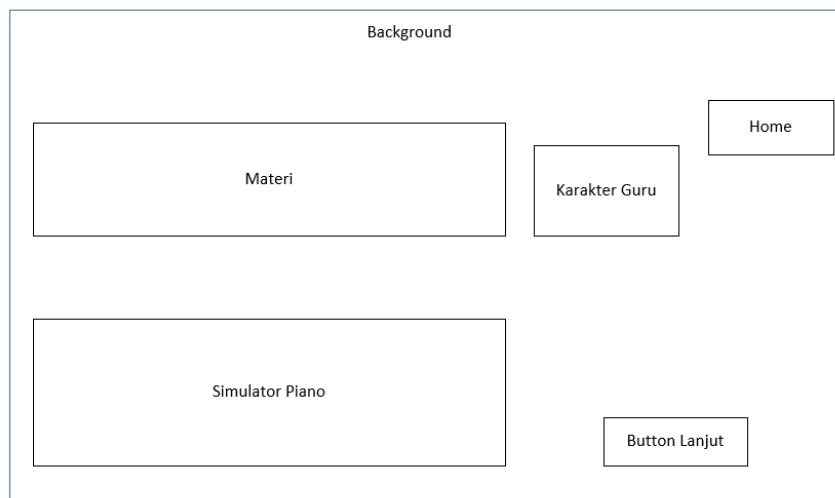 Background
Home
Materi
Karakter Guru
Simulator Piano
Button Lanjut